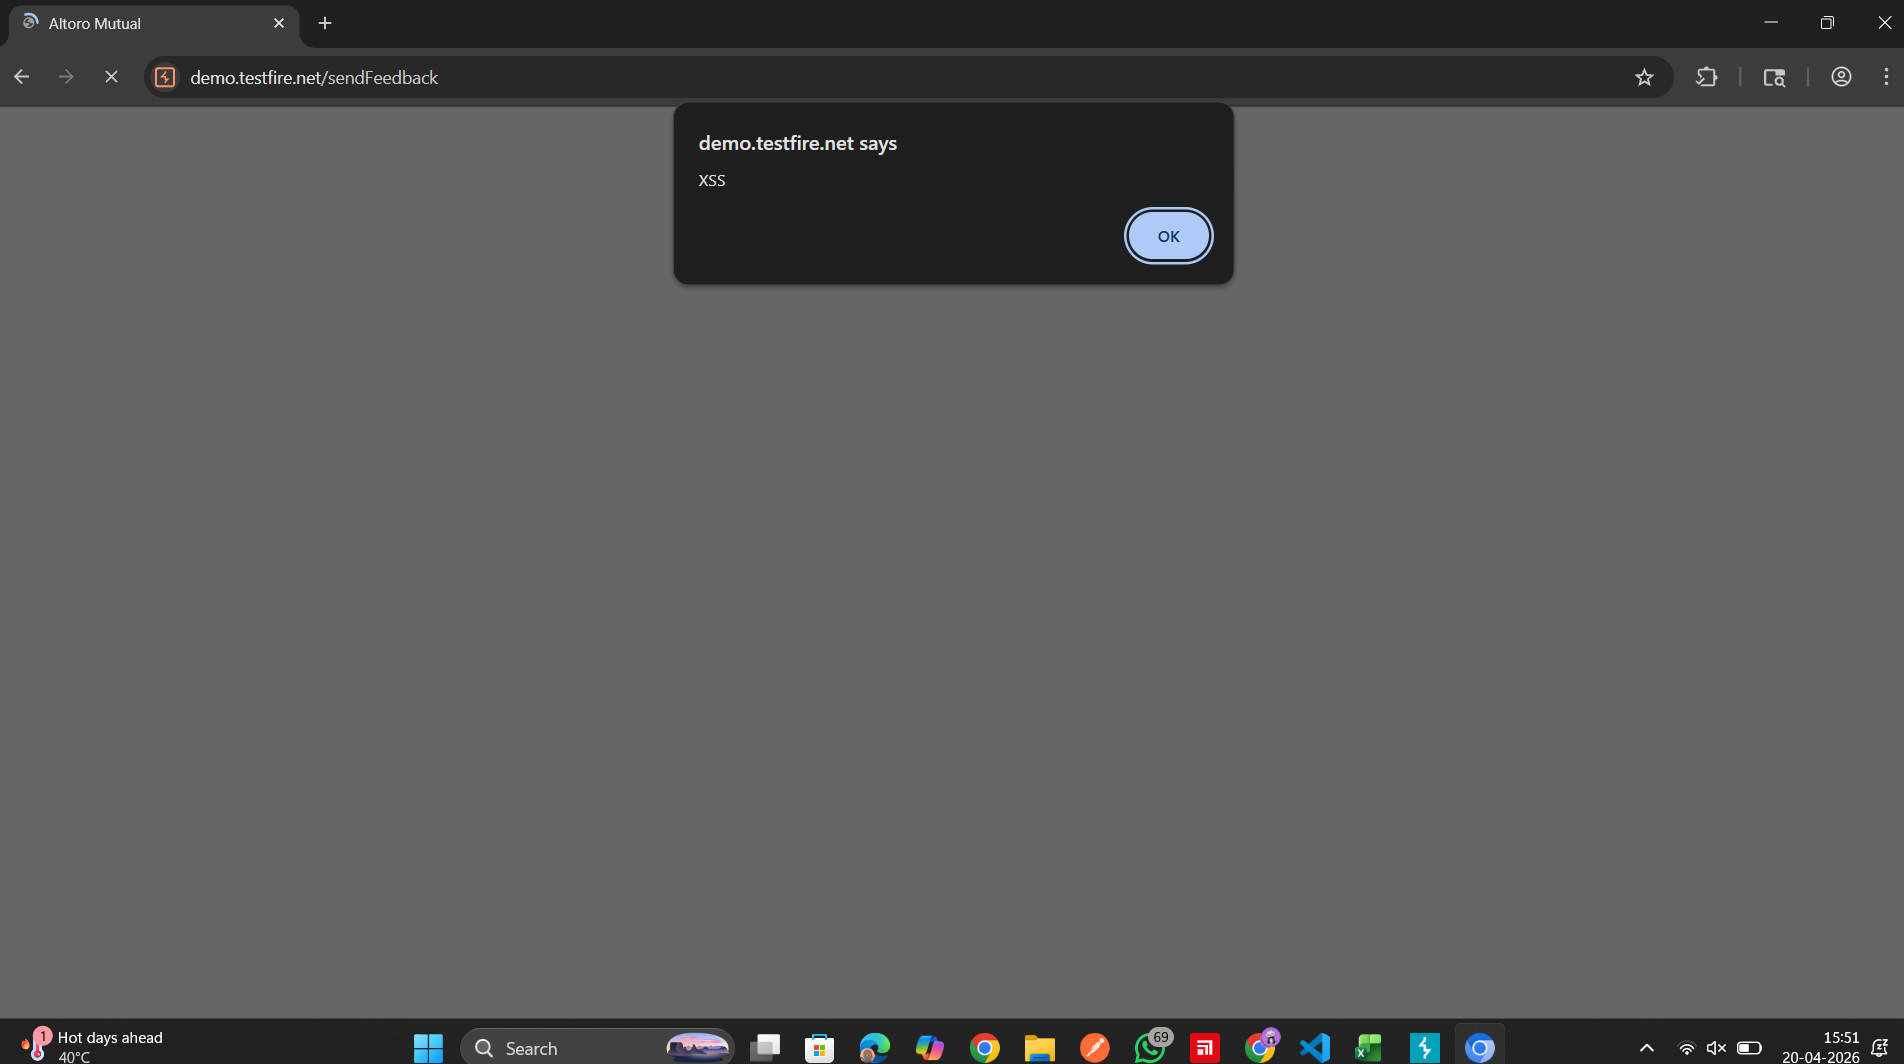 Altoro Mutual
demo.testfire.net/sendFeedback
demo.testfire.net says
XSS
OK
1
Hot days ahead
40°C
Search
69
15:51
20-04-2026